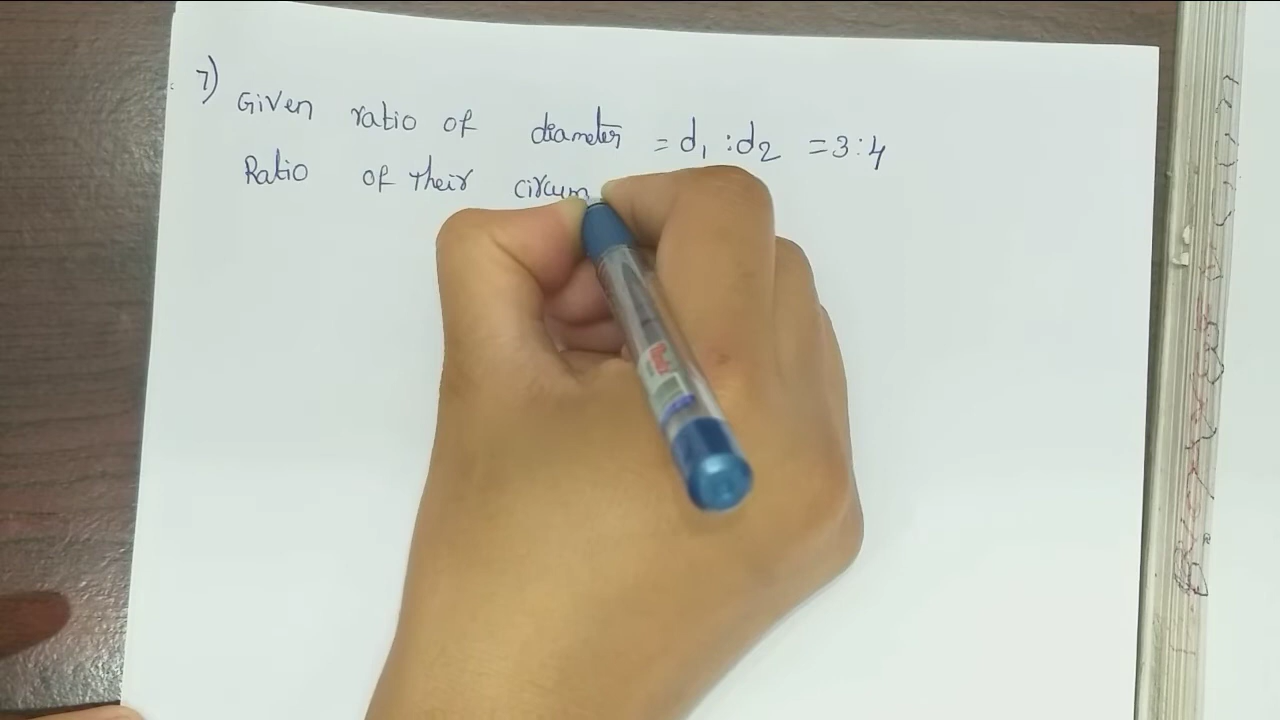 7) Given ratio of diameter = d₁ : d₂ = 3 : 4
Ratio of their circum